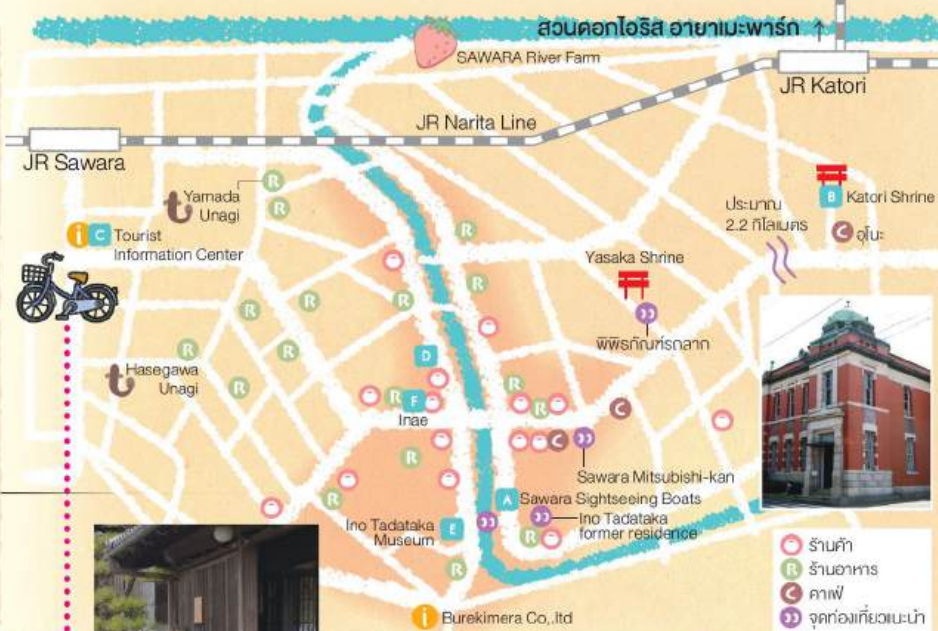 สวนดอกไอริส อายาเมะพาร์ก ↑
SAWARA River Farm
JR Katori
JR Narita Line
JR Sawara
Yamada
Unagi
R
R
R
B Katori Shrine
ประมาณ
2.2 กิโลเมตร
C อุโนะ
i C Tourist
Information Center
Yasaka Shrine
R
R
R
R
พิพิธภัณฑ์รถลาก
D
R
R
Hasegawa
Unagi
R
R
R
F
R
C
Inae
R
C
Sawara Mitsubishi-kan
R
A Sawara Sightseeing Boats
Ino Tadataka
former residence
Ino Tadataka
Museum
E
R
R
i Burekimera Co,.ltd
ร้านค้า
R ร้านอาหาร
C คาเฟ่
จุดท่องเที่ยวแนะนำ